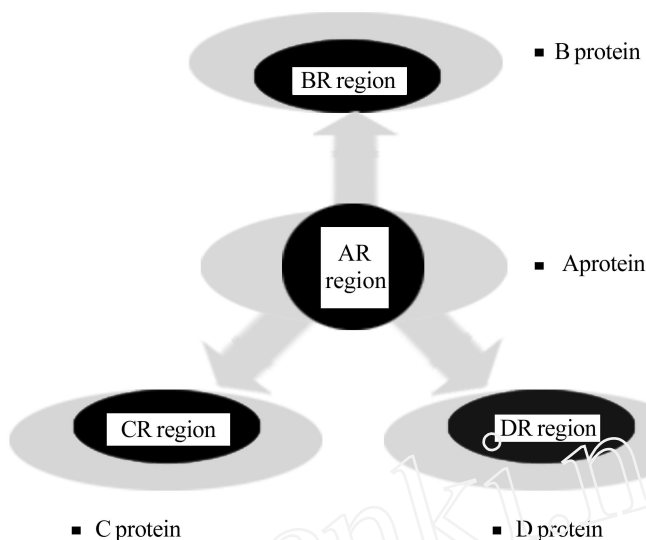 ■ B protein
BR region
AR
region
■ Aprotein
CR region
DR region
■ C protein
■ D protein